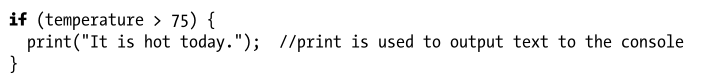 if (temperature > 75) {
  print("It is hot today.");  //print is used to output text to the console
}